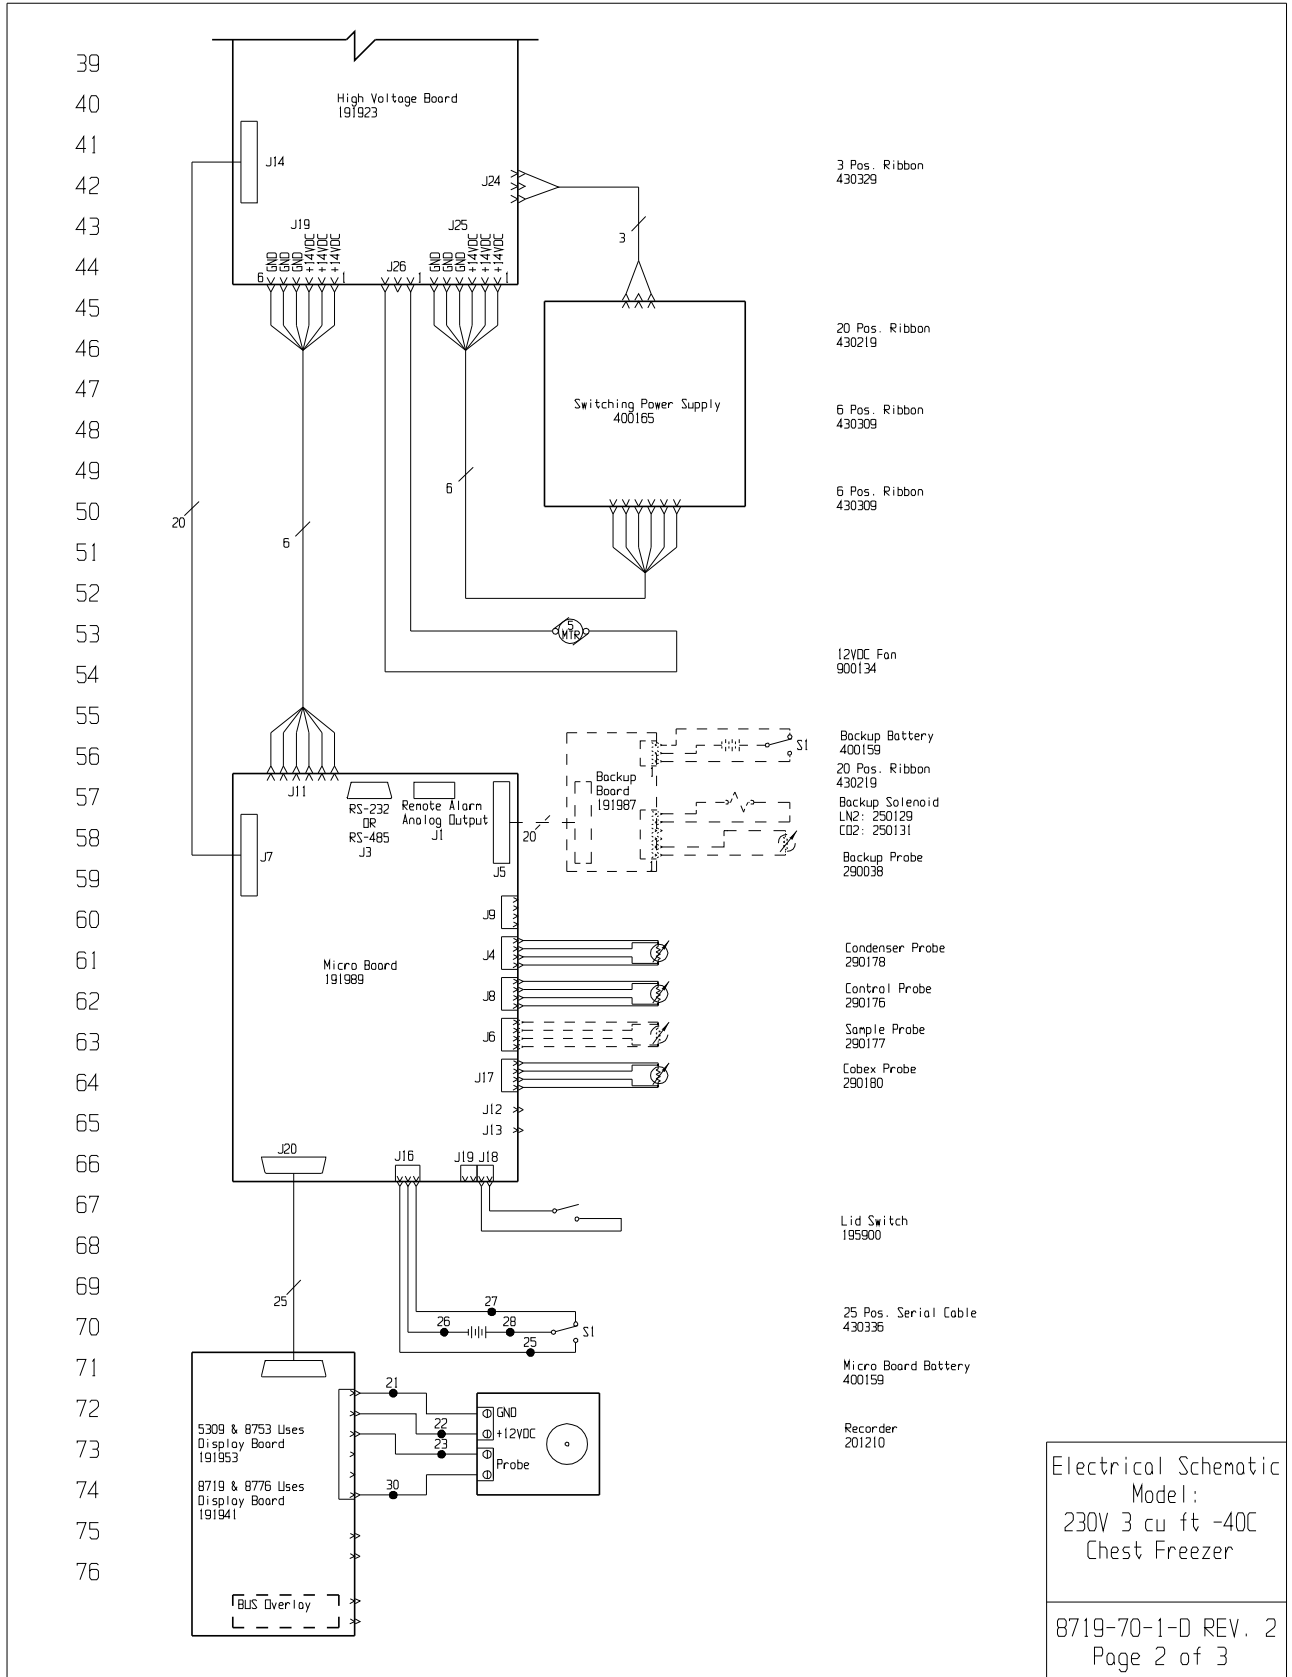 39
40
High Voltage Board
191923
41
J14
3 Pos. Ribbon
430329
42
J24
43
J19
J25
3
GND
GND
GND
+14VDC
+14VDC
+14VDC
GND
GND
GND
+14VDC
+14VDC
+14VDC
44
6
1
J26
1
1
45
20 Pos. Ribbon
430219
46
47
Switching Power Supply
400165
6 Pos. Ribbon
430309
48
49
6
6 Pos. Ribbon
430309
50
20
6
51
52
53
5
MTR
12VDC Fan
900134
54
55
Backup Battery
400159
56
S1
1
20 Pos. Ribbon
430219
Backup
Board
191987
57
J11
RS-232
OR
RS-485
J3
Remote Alarm
Analog Output
J1
Backup Solenoid
LN2: 250129
CO2: 250131
58
20
J7
Backup Probe
290038
59
J5
1
60
J9
61
J4
Condenser Probe
290178
Micro Board
191989
62
J8
Control Probe
290176
63
J6
Sample Probe
290177
64
J17
Cobex Probe
290180
65
J12
J13
66
J20
J16
J19
J18
67
Lid Switch
195900
68
69
25
27
25 Pos. Serial Cable
430336
70
26
28
S1
25
71
Micro Board Battery
400159
21
72
GND
5309 & 8753 Uses
Display Board
191953
22
+12VDC
Recorder
201210
73
23
Probe
74
30
8719 & 8776 Uses
Display Board
191941
75
76
BUS Overlay
Electrical Schematic
Model:
230V 3 cu ft -40C
Chest Freezer
8719-70-1-D REV. 2
Page 2 of 3